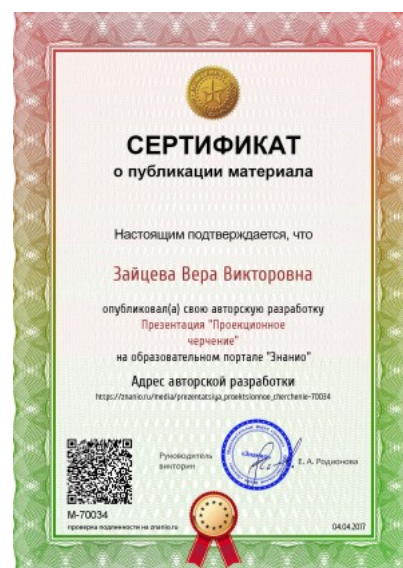 СЕРТИФИКАТ
о публикации материала
Настоящим подтверждается, что
Зайцева Вера Викторовна
опубликовал(а) свою авторскую разработку
Презентация "Проекционное
черчение"
на образовательном портале "Знанио"
Адрес авторской разработки
https://znanio.ru/media/prezentatsiya_proektsionnoe_cherchenie-70034
Руководитель
викторин
«Знанио»
Е. А. Родионова
М-70034
проверка подлинности на znanio.ru
04.04.2017